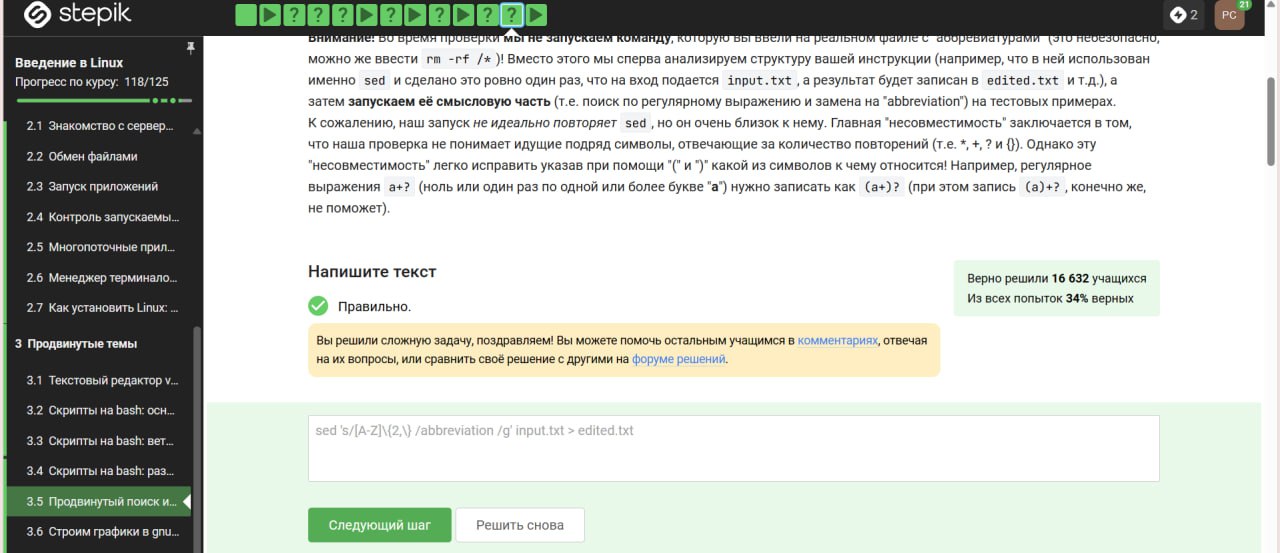 stepik
? ? ? ? ? ? ? ?
2
РС
21
Введение в Linux
Прогресс по курсу: 118/125
2.1 Знакомство с сервер...
2.2 Обмен файлами
2.3 Запуск приложений
2.4 Контроль запускаемы...
2.5 Многопоточные прил...
2.6 Менеджер терминало...
2.7 Как установить Linux: ...
3 Продвинутые темы
3.1 Текстовый редактор v...
3.2 Скрипты на bash: осн...
3.3 Скрипты на bash: вет...
3.4 Скрипты на bash: раз...
3.5 Продвинутый поиск и...
3.6 Строим графики в gnu...
Внимание! Во время проверки мы не запускаем команду, которую вы ввели на реальном файле с "аббревиатурами" (это небезопасно,
можно же ввести rm -rf /* )! Вместо этого мы сперва анализируем структуру вашей инструкции (например, что в ней использован
именно sed и сделано это ровно один раз, что на вход подается input.txt , а результат будет записан в edited.txt и т.д.), а
затем запускаем её смысловую часть (т.е. поиск по регулярному выражению и замена на "abbreviation") на тестовых примерах.
К сожалению, наш запуск не идеально повторяет sed , но он очень близок к нему. Главная "несовместимость" заключается в том,
что наша проверка не понимает идущие подряд символы, отвечающие за количество повторений (т.е. *, +, ? и {}). Однако эту
"несовместимость" легко исправить указав при помощи "(" и ")" какой из символов к чему относится! Например, регулярное
выражения a+? (ноль или один раз по одной или более букве "a") нужно записать как (a+)? (при этом запись (a)+? , конечно же,
не поможет).
Напишите текст
Правильно.
Верно решили 16 632 учащихся
Из всех попыток 34% верных
Вы решили сложную задачу, поздравляем! Вы можете помочь остальным учащимся в комментариях, отвечая
на их вопросы, или сравнить своё решение с другими на форуме решений.
sed 's/[A-Z]\{2,\} /abbreviation /g' input.txt > edited.txt
Следующий шаг
Решить снова